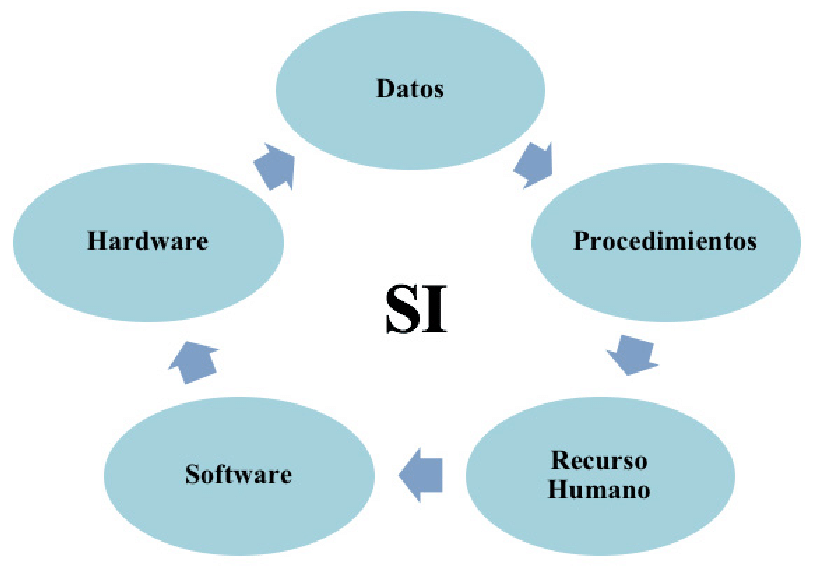 Datos
Hardware
Procedimientos
SI
Software
Recurso
Humano